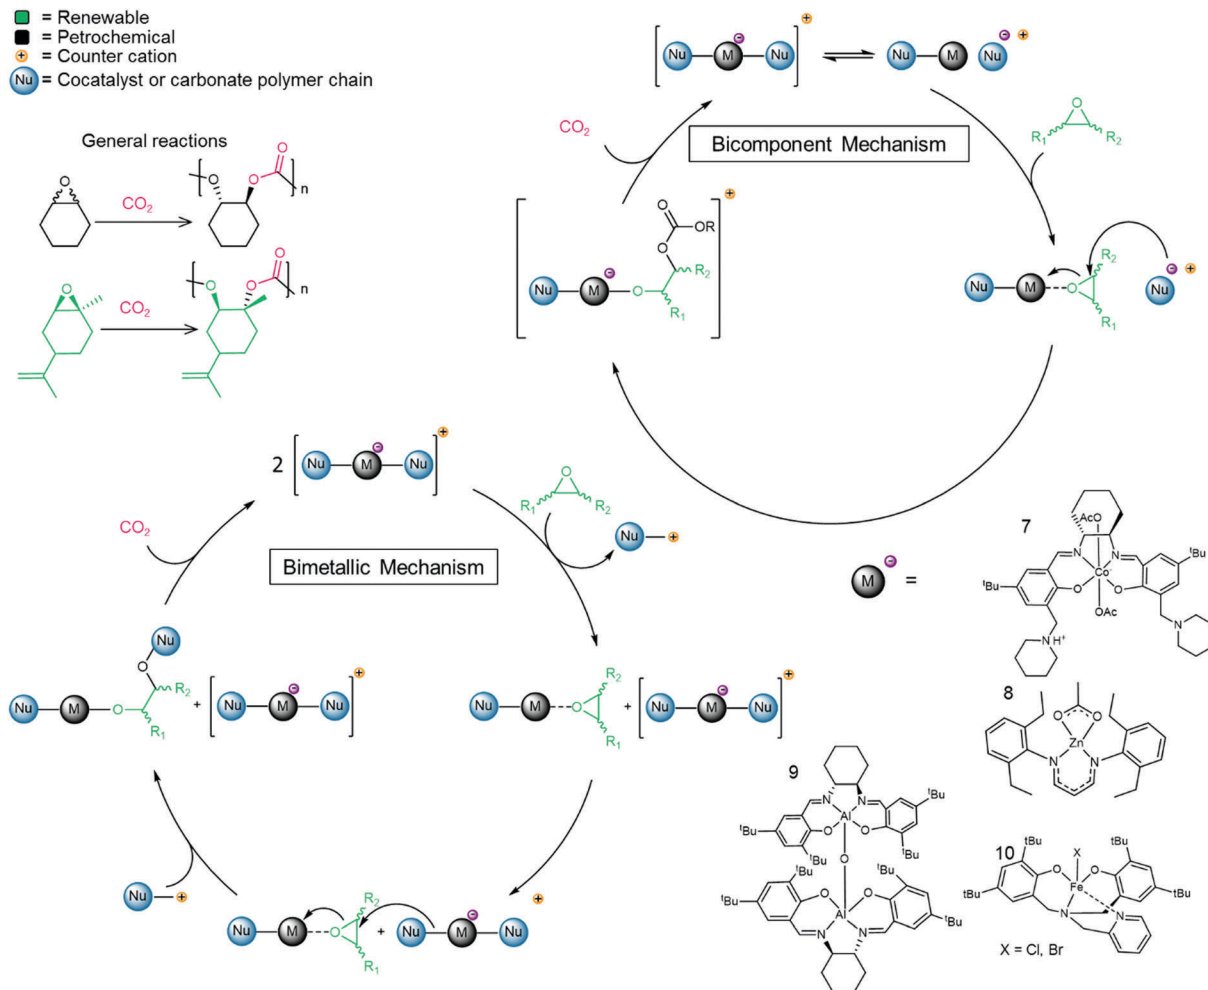 = Renewable
= Petrochemical
+ = Counter cation
Nu = Cocatalyst or carbonate polymer chain
General reactions
O
CO2
O O O n
O
CO2
O O O n
Nu M - Nu +
Nu M Nu - +
CO2
Bicomponent Mechanism
O
R1 R2
O
OR
O
R2
Nu M - O
R1
+
R2
Nu M O
R1
Nu - +
2 Nu M - Nu +
O
R1 R2
CO2
Nu +
Bimetallic Mechanism
M - =
7
AcO
N N
tBu Co- tBu
O O
OAc
N N
H+
Nu
O
R2
Nu M O + Nu M - Nu +
R1
R2
Nu M O + Nu M - Nu +
R1
8
O O
Zn
N N
9
N N
tBu Al tBu
O O
tBu tBu
O
tBu tBu
O O
tBu Al tBu
N N
10
X
tBu tBu
O O
tBu Fe tBu
N N
X = Cl, Br
Nu +
R2
Nu M O + Nu M - Nu +
R1